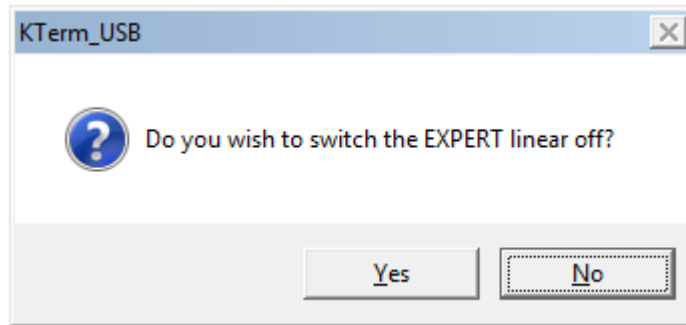 KTerm_USB
Do you wish to switch the EXPERT linear off?
Yes
No